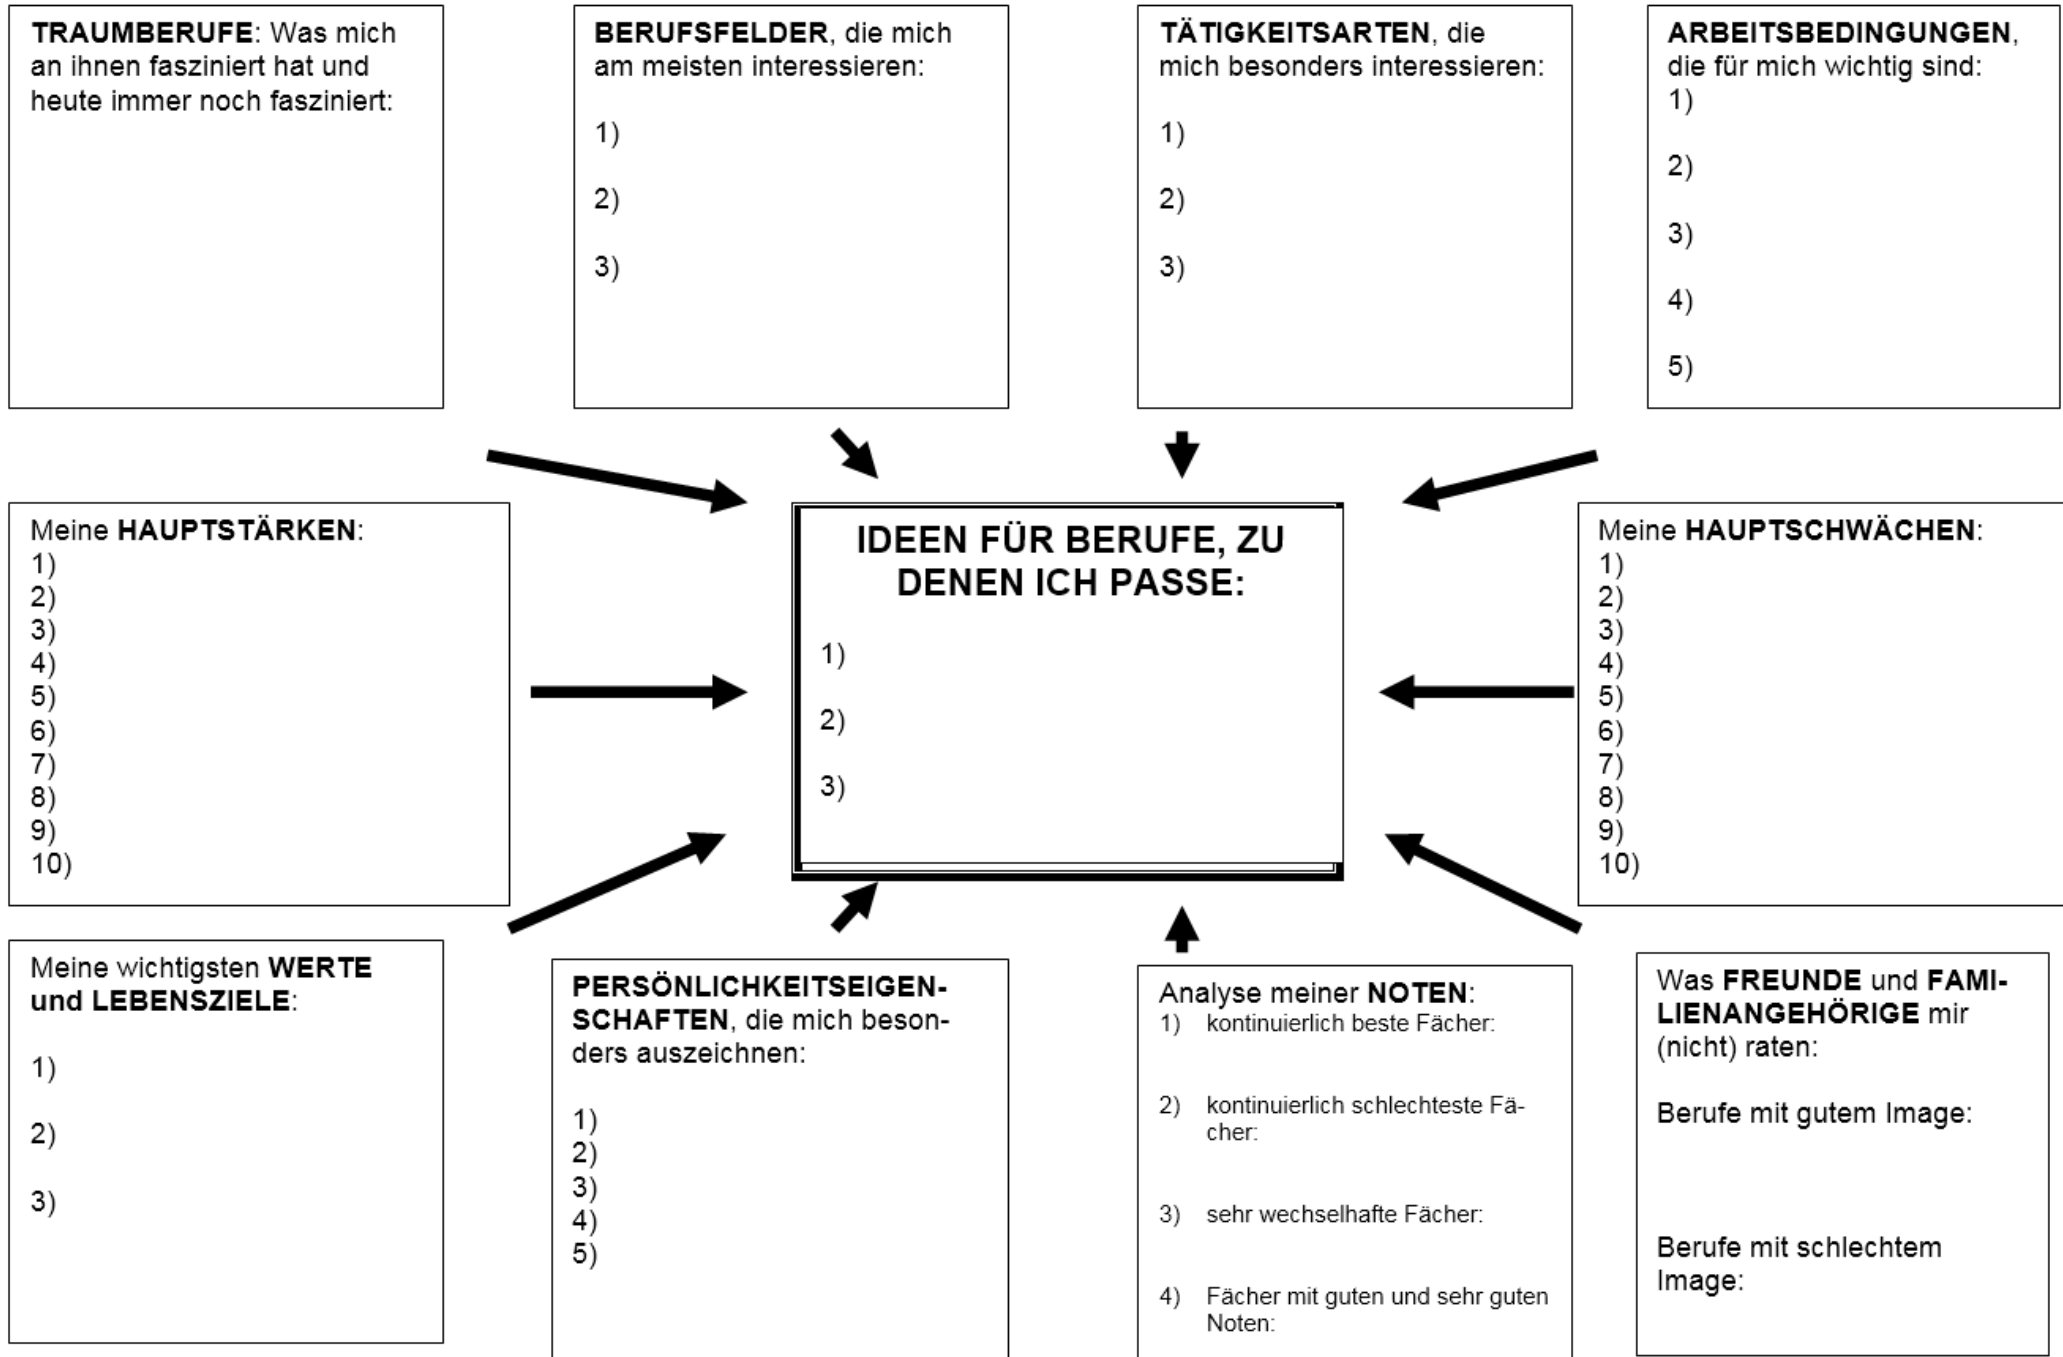 TRAUMBERUFE: Was mich
an ihnen fasziniert hat und
heute immer noch fasziniert:
BERUFSFELDER, die mich
am meisten interessieren:
1)
2)
3)
TÄTIGKEITSARTEN, die
mich besonders interessieren:
1)
2)
3)
ARBEITSBEDINGUNGEN,
die für mich wichtig sind:
1)
2)
3)
4)
5)
Meine HAUPTSTÄRKEN:
1)
2)
3)
4)
5)
6)
7)
8)
9)
10)
IDEEN FÜR BERUFE, ZU
DENEN ICH PASSE:
1)
2)
3)
Meine HAUPTSCHWÄCHEN:
1)
2)
3)
4)
5)
6)
7)
8)
9)
10)
Meine wichtigsten WERTE
und LEBENSZIELE:
1)
2)
3)
PERSÖNLICHKEITSEIGEN-
SCHAFTEN, die mich beson-
ders auszeichnen:
1)
2)
3)
4)
5)
Analyse meiner NOTEN:
1) kontinuierlich beste Fächer:
2) kontinuierlich schlechteste Fä-
cher:
3) sehr wechselhafte Fächer:
4) Fächer mit guten und sehr guten
Noten:
Was FREUNDE und FAMI-
LIENANGEHÖRIGE mir
(nicht) raten:
Berufe mit gutem Image:
Berufe mit schlechtem
Image: